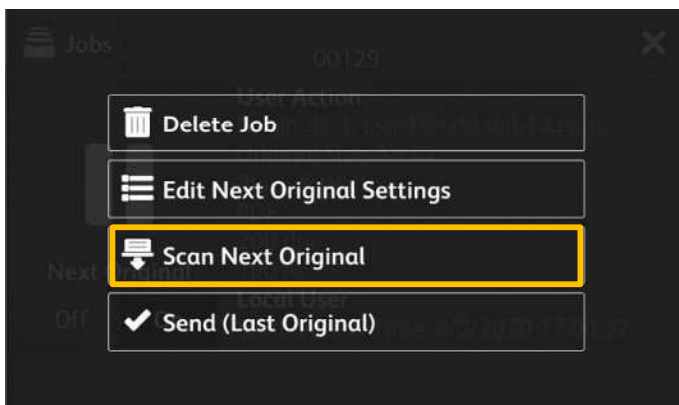 Jobs
00129
User Action
Delete Job
Edit Next Original Settings
Scan Next Original
Next Original
Local User
Off
Send (Last Original)